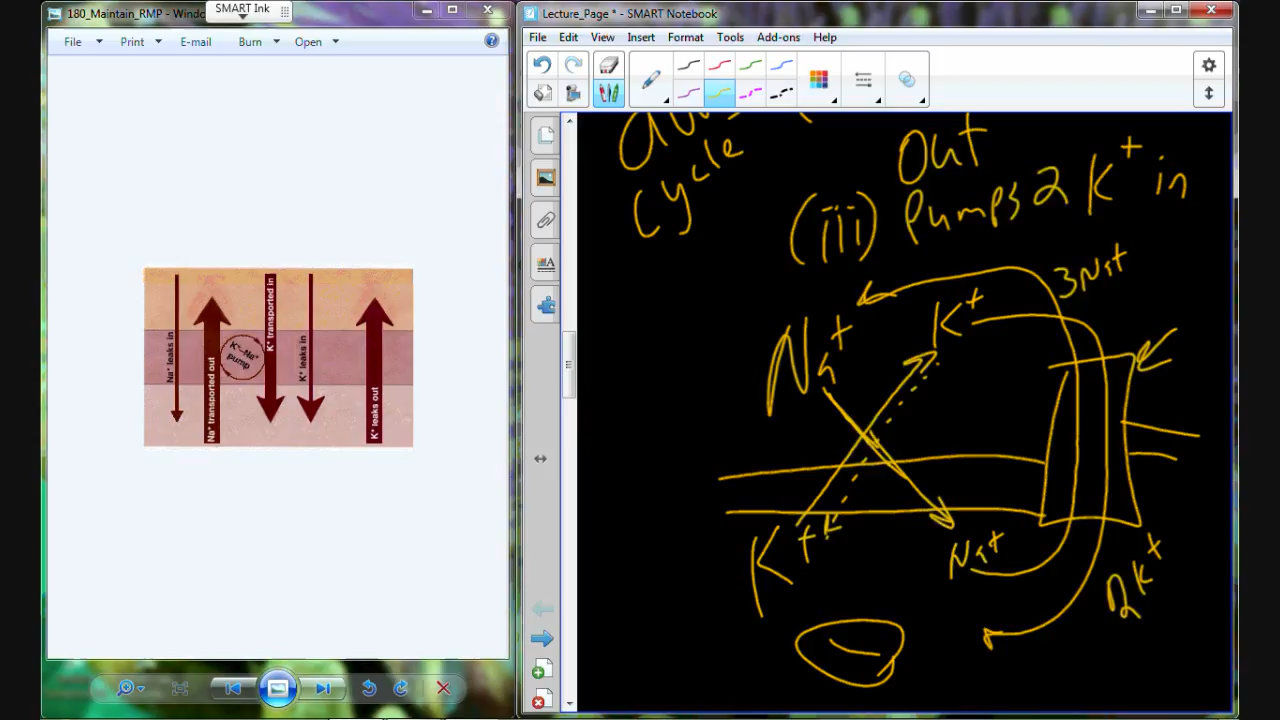 180_Maintain_RMP - Windo
SMART Ink
File Print E-mail Burn Open
Na⁺ leaks in
Na⁺ transported out
K⁺-Na⁺ pump
K⁺ transported in
K⁺ leaks in
K⁺ leaks out
Lecture_Page * - SMART Notebook
File Edit View Insert Format Tools Add-ons Help
Cycle
Out
(iii) Pumps 2 K⁺ in
3Na⁺
Na⁺ K⁺
K⁺ Na⁺
2K⁺